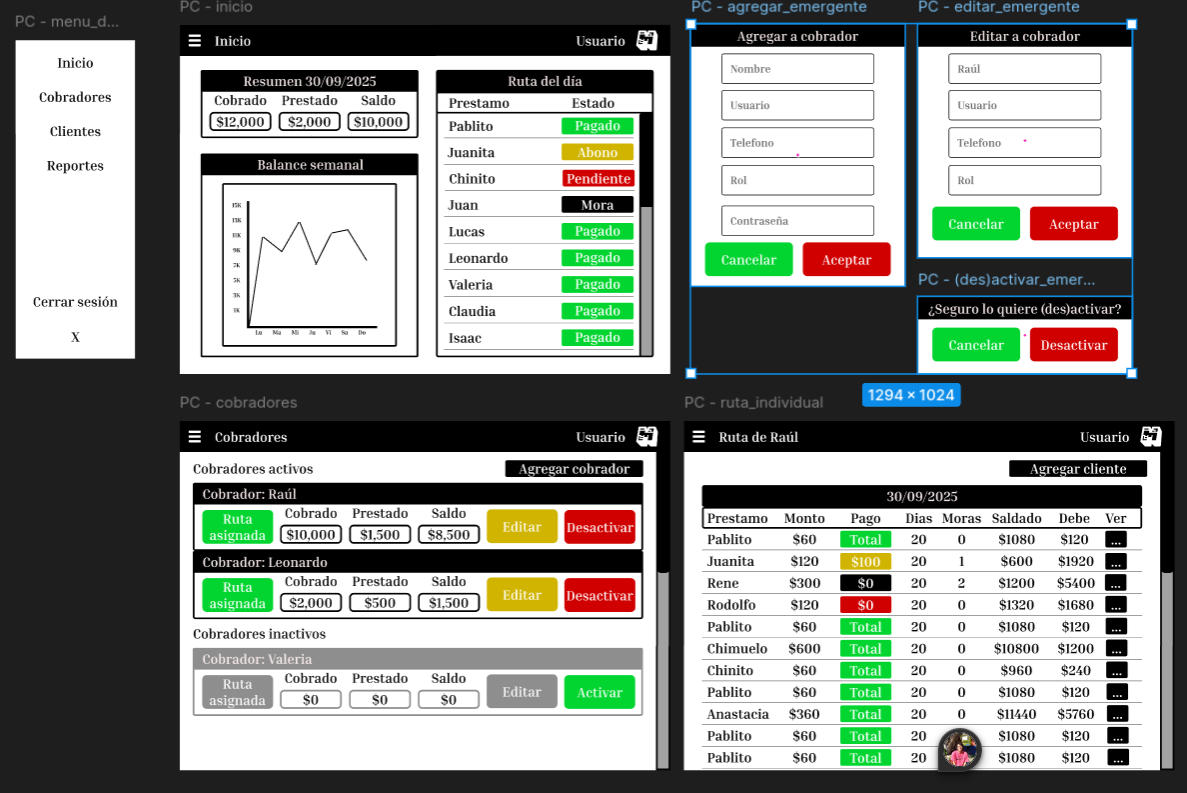 PC - menu_d...
Inicio
Cobradores
Clientes
Reportes
Cerrar sesión
X
PC - inicio
Inicio
Usuario
Resumen 30/09/2025
Cobrado Prestado Saldo
$12,000 $2,000 $10,000
Balance semanal
15K
13K
11K
9K
7K
5K
3K
1K
Lu Ma Mi Ju Vi Sa Do
Ruta del día
Prestamo Estado
Pablito Pagado
Juanita Abono
Chinito Pendiente
Juan Mora
Lucas Pagado
Leonardo Pagado
Valeria Pagado
Claudia Pagado
Isaac Pagado
PC - agregar_emergente
Agregar a cobrador
Nombre
Usuario
Telefono
Rol
Contraseña
Cancelar Aceptar
PC - editar_emergente
Editar a cobrador
Raúl
Usuario
Telefono
Rol
Cancelar Aceptar
PC - (des)activar_emer...
¿Seguro lo quiere (des)activar?
Cancelar Desactivar
1294 × 1024
PC - cobradores
Cobradores
Usuario
Cobradores activos
Agregar cobrador
Cobrador: Raúl
Ruta asignada
Cobrado Prestado Saldo
$10,000 $1,500 $8,500
Editar
Desactivar
Cobrador: Leonardo
Ruta asignada
Cobrado Prestado Saldo
$2,000 $500 $1,500
Editar
Desactivar
Cobradores inactivos
Cobrador: Valeria
Ruta asignada
Cobrado Prestado Saldo
$0 $0 $0
Editar
Activar
PC - ruta_individual
Ruta de Raúl
Usuario
Agregar cliente
30/09/2025
Prestamo Monto Pago Dias Moras Saldado Debe Ver
Pablito $60 Total 20 0 $1080 $120 ...
Juanita $120 $100 20 1 $600 $1920 ...
Rene $300 $0 20 2 $1200 $5400 ...
Rodolfo $120 $0 20 0 $1320 $1680 ...
Pablito $60 Total 20 0 $1080 $120 ...
Chimuelo $600 Total 20 0 $10800 $1200 ...
Chinito $60 Total 20 0 $960 $240 ...
Pablito $60 Total 20 0 $1080 $120 ...
Anastacia $360 Total 20 0 $11440 $5760 ...
Pablito $60 Total 20 $1080 $120 ...
Pablito $60 Total 20 $1080 $120 ...